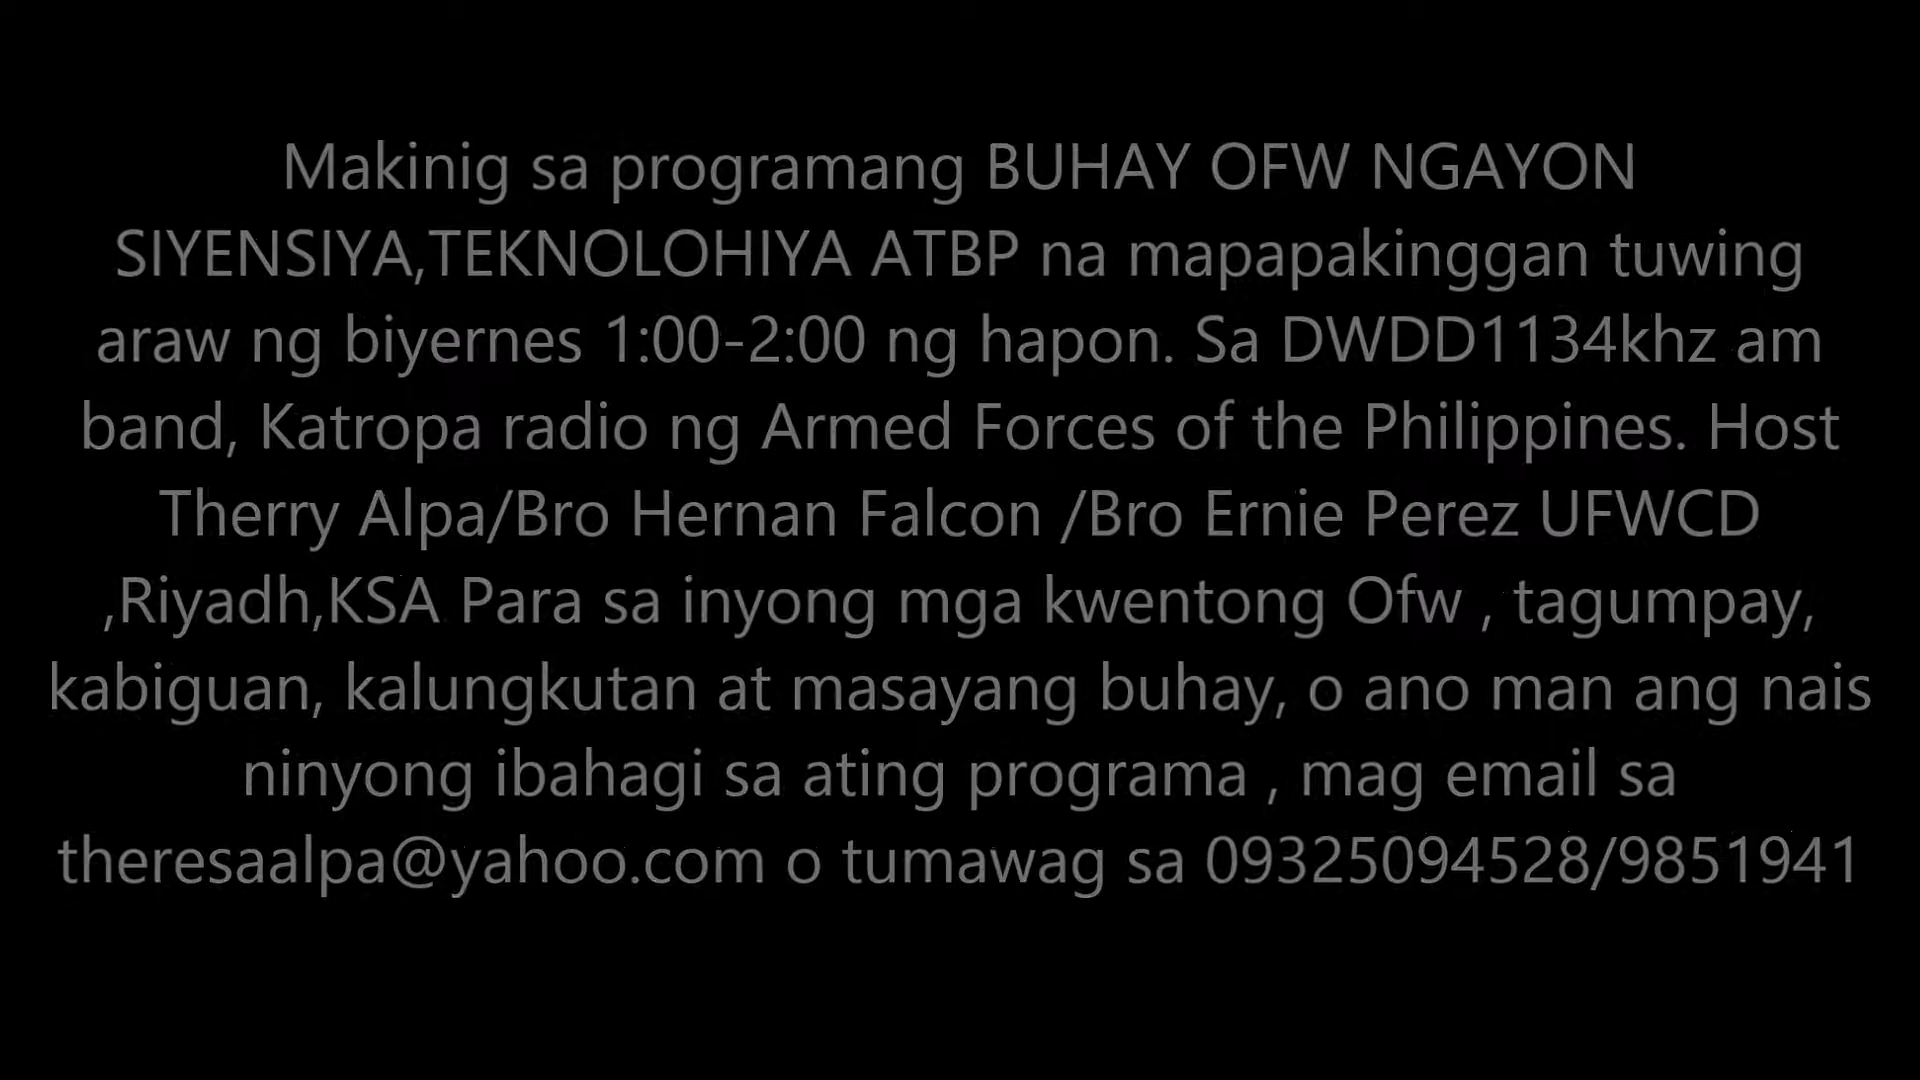 Makinig sa programang BUHAY OFW NGAYON
SIYENSIYA,TEKNOLOHIYA ATBP na mapapakinggan tuwing
araw ng biyernes 1:00-2:00 ng hapon. Sa DWDD1134khz am
band, Katropa radio ng Armed Forces of the Philippines. Host
Therry Alpa/Bro Hernan Falcon /Bro Ernie Perez UFWCD
,Riyadh,KSA Para sa inyong mga kwentong Ofw , tagumpay,
kabiguan, kalungkutan at masayang buhay, o ano man ang nais
ninyong ibahagi sa ating programa , mag email sa
theresaalpa@yahoo.com o tumawag sa 09325094528/9851941